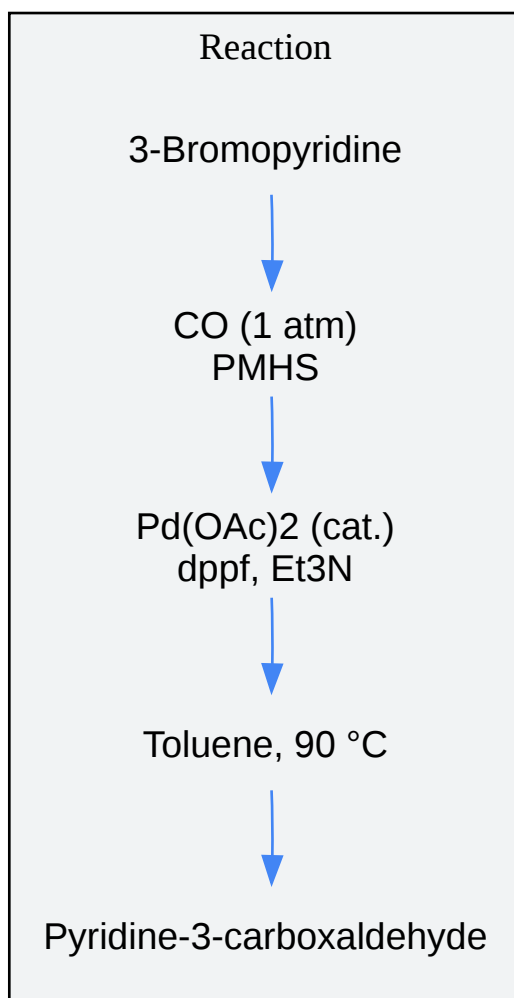 Reaction
3-Bromopyridine
CO (1 atm)
PMHS
Pd(OAc)2 (cat.)
dppf, Et3N
Toluene, 90 °C
Pyridine-3-carboxaldehyde